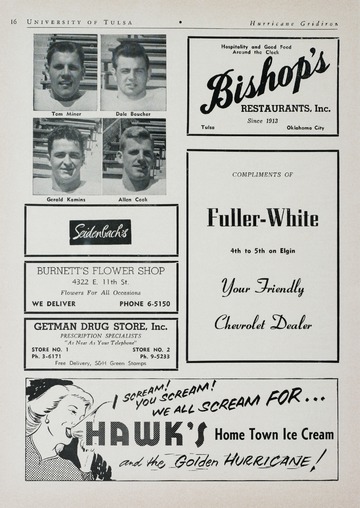 16 UNIVERSITY OF TULSA • Hurricane Gridiron
Tom Miner
Dale Boucher
Gerald Kamins
Allen Cook
Seidenbach's
BURNETT'S FLOWER SHOP
4322 E. 11th St.
Flowers For All Occasions
WE DELIVER PHONE 6-5150
GETMAN DRUG STORE, Inc.
PRESCRIPTION SPECIALISTS
"As Near As Your Telephone"
STORE NO. 1 STORE NO. 2
Ph. 3-6171 Ph. 9-5233
Free Delivery, S&H Green Stamps
Hospitality and Good Food
Around the Clock
Bishop's
RESTAURANTS, Inc.
Since 1913
Tulsa Oklahoma City
COMPLIMENTS OF
Fuller-White
4th to 5th on Elgin
Your Friendly
Chevrolet Dealer
I SCREAM!
YOU SCREAM!
WE ALL SCREAM FOR...
HAWK'S Home Town Ice Cream
and the Golden HURRICANE!